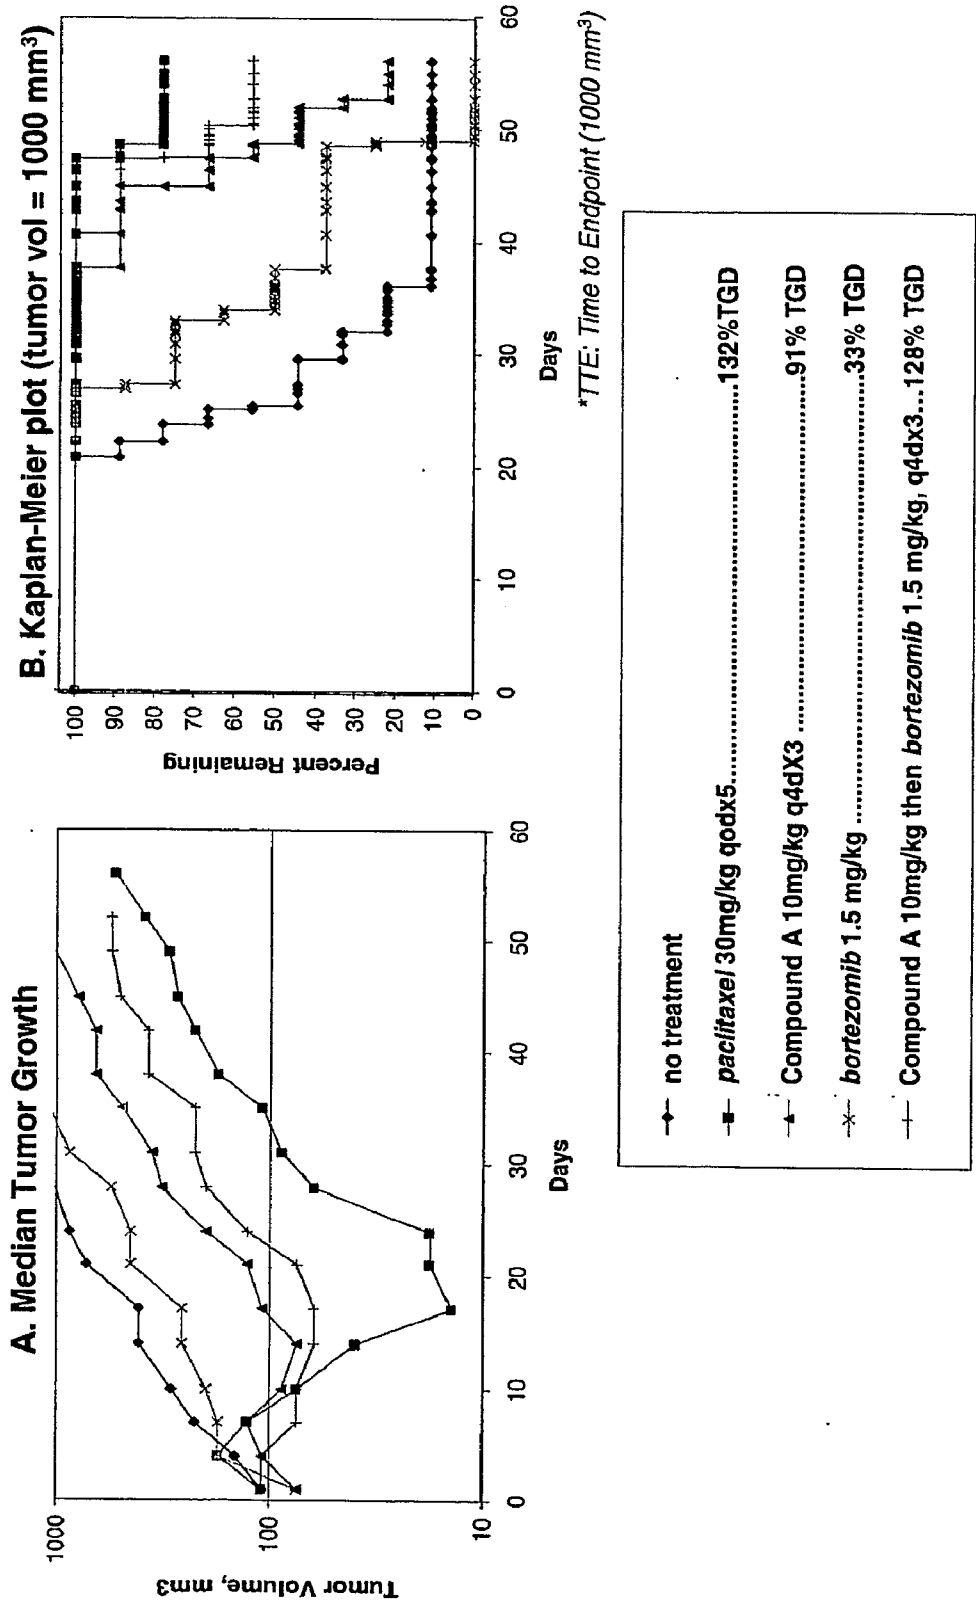 A. Median Tumor Growth
1000
100
10
Tumor Volume, mm3
0 10 20 30 40 50 60
Days
B. Kaplan-Meier plot (tumor vol = 1000 mm³)
100
90
80
70
60
50
40
30
20
10
0
Percent Remaining
0 10 20 30 40 50 60
Days
*TTE: Time to Endpoint (1000 mm³)
no treatment
paclitaxel 30mg/kg qodx5..........................................132%TGD
Compound A 10mg/kg q4dX3 ..........................................91% TGD
bortezomib 1.5 mg/kg ..................................................33% TGD
Compound A 10mg/kg then bortezomib 1.5 mg/kg, q4dx3...128% TGD